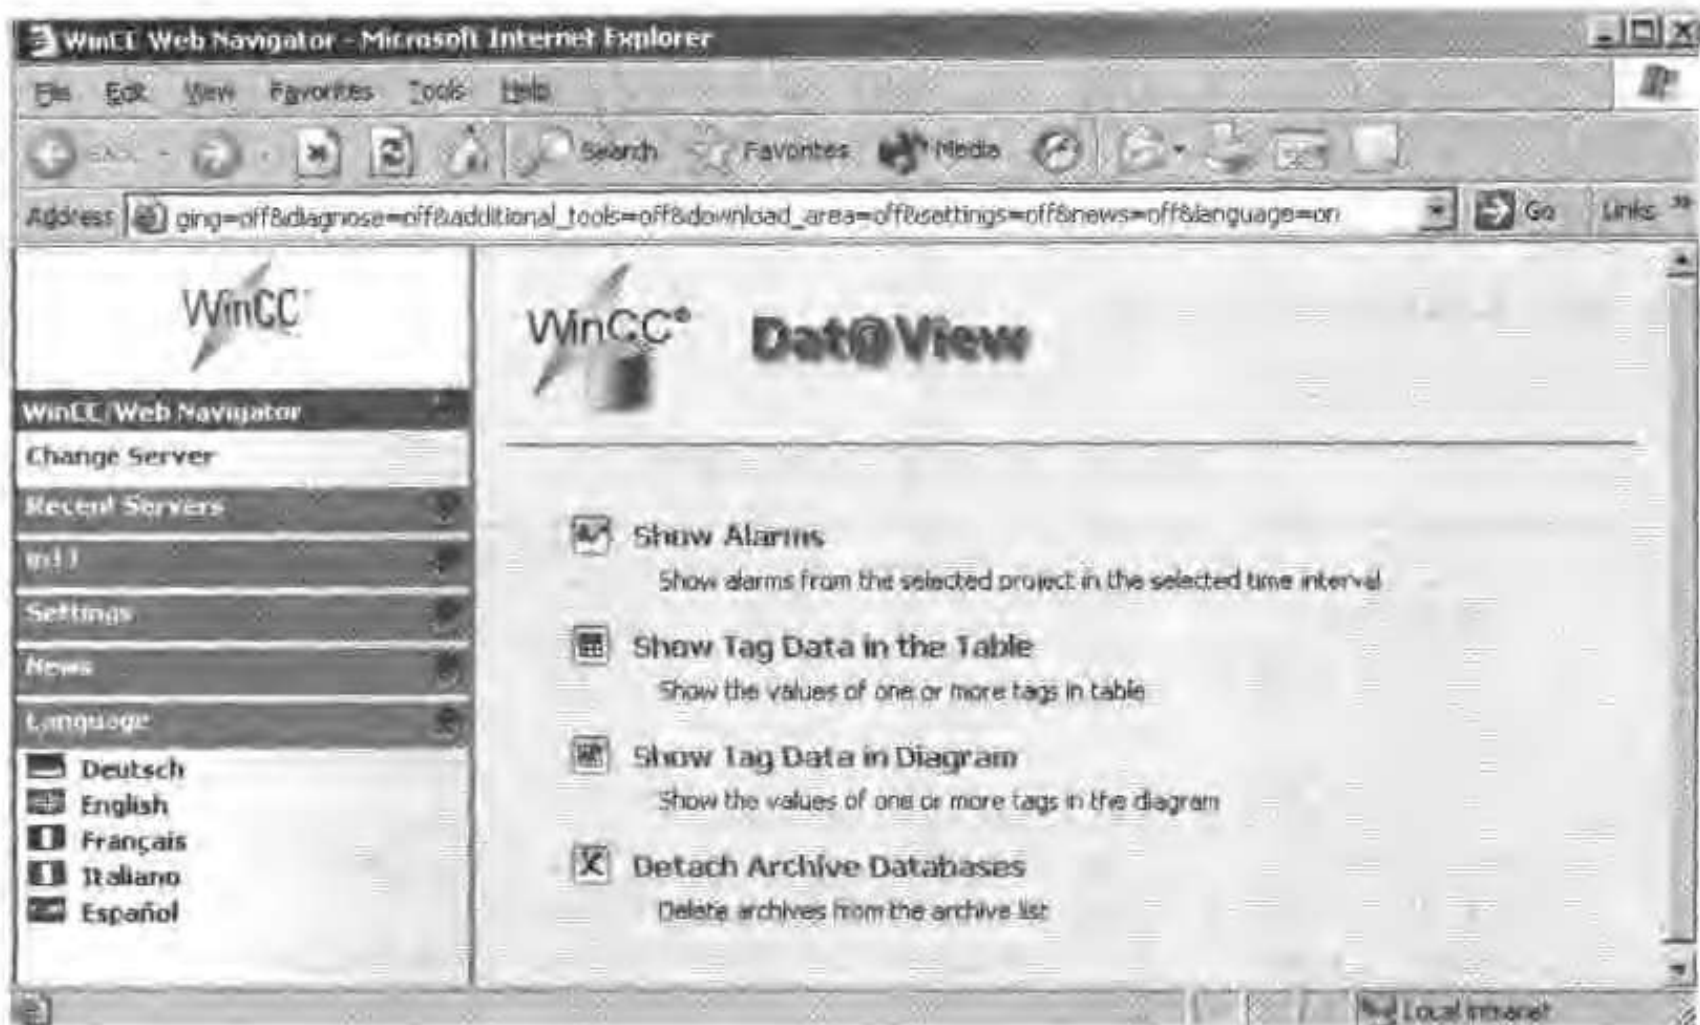 WinCC Web Navigator - Microsoft Internet Explorer
File Edit View Favorites Tools Help
Search Favorites Media
Address ging=off&diagnose=off&additional_tools=off&download_area=off&settings=off&news=off&language=on Go Links »
WinCC
WinCC/Web Navigator
Change Server
Recent Servers
Settings
News
Language
Deutsch
English
Français
Italiano
Español
WinCC®
Dat@View
Show Alarms
Show alarms from the selected project in the selected time interval
Show Tag Data in the Table
Show the values of one or more tags in table
Show Tag Data in Diagram
Show the values of one or more tags in the diagram
Detach Archive Databases
Delete archives from the archive list
Local intranet